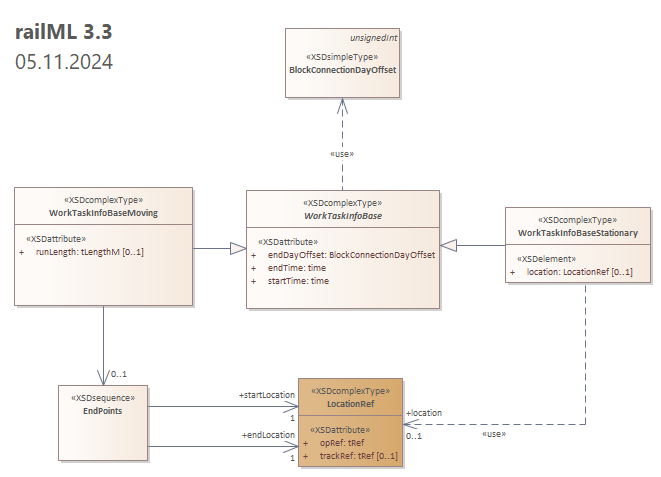 railML 3.3
05.11.2024
unsignedInt
«XSDsimpleType»
BlockConnectionDayOffset
«use»
«XSDcomplexType»
WorkTaskInfoBaseMoving
«XSDattribute»
+ runLength: tLengthM [0..1]
«XSDcomplexType»
WorkTaskInfoBase
«XSDattribute»
+ endDayOffset: BlockConnectionDayOffset
+ endTime: time
+ startTime: time
«XSDcomplexType»
WorkTaskInfoBaseStationary
«XSDelement»
+ location: LocationRef [0..1]
0..1
«XSDsequence»
EndPoints
+startLocation
1
+endLocation
1
«XSDcomplexType»
LocationRef
«XSDattribute»
+ opRef: tRef
+ trackRef: tRef [0..1]
+location
0..1
«use»